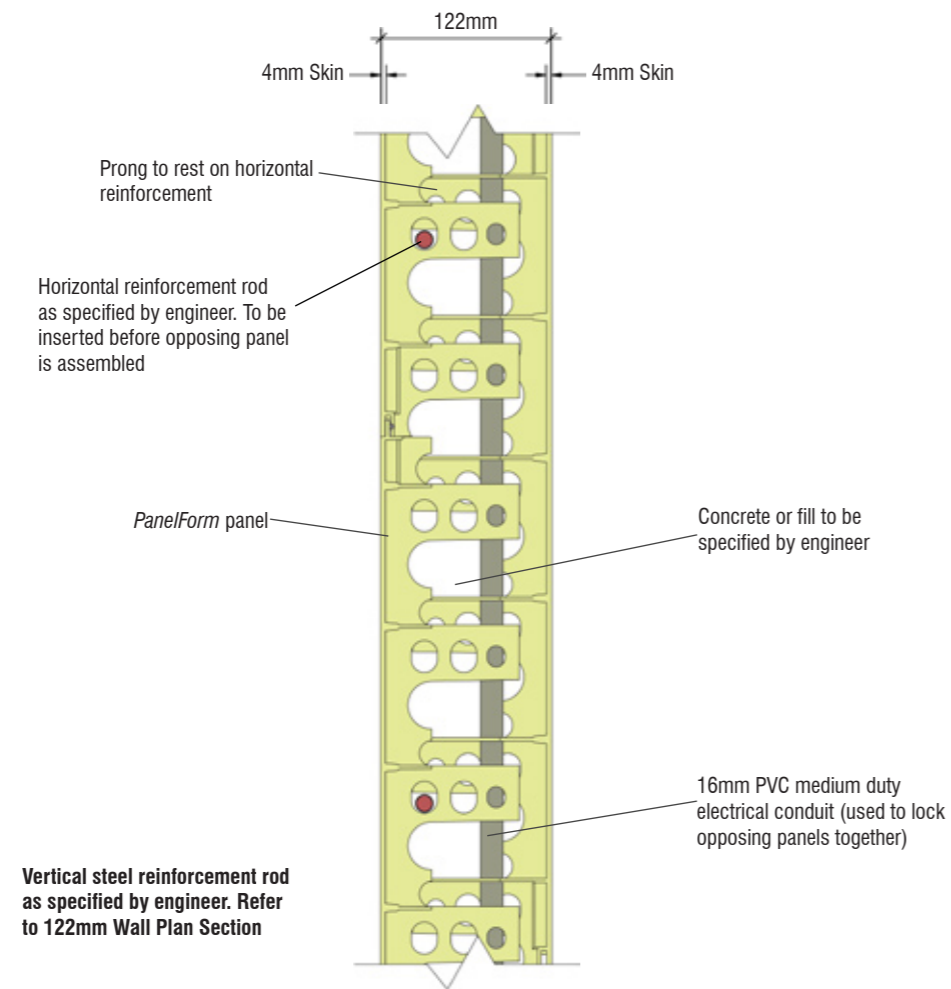 122mm
4mm Skin
4mm Skin
Prong to rest on horizontal
reinforcement
Horizontal reinforcement rod
as specified by engineer. To be
inserted before opposing panel
is assembled
PanelForm panel
Concrete or fill to be
specified by engineer
16mm PVC medium duty
electrical conduit (used to lock
opposing panels together)
Vertical steel reinforcement rod
as specified by engineer. Refer
to 122mm Wall Plan Section